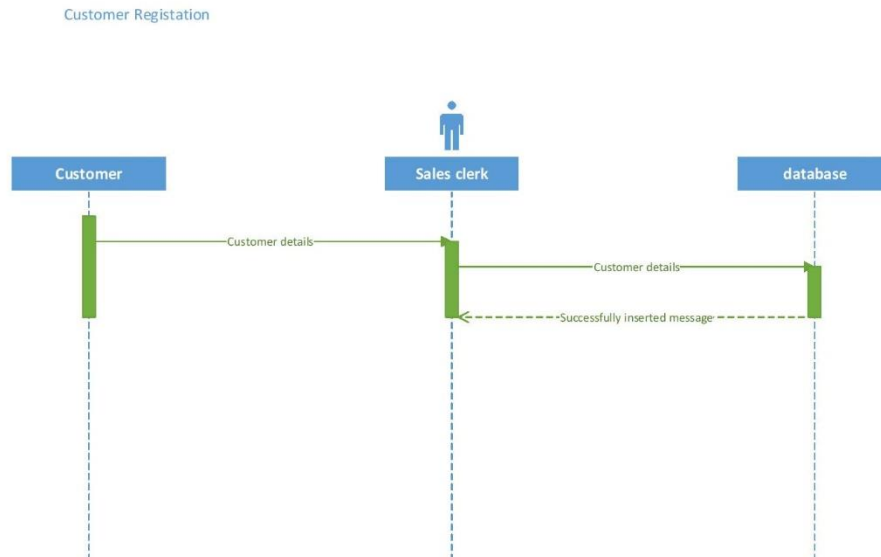 Customer Registation
Customer
Sales clerk
database
Customer details
Customer details
Successfully inserted message